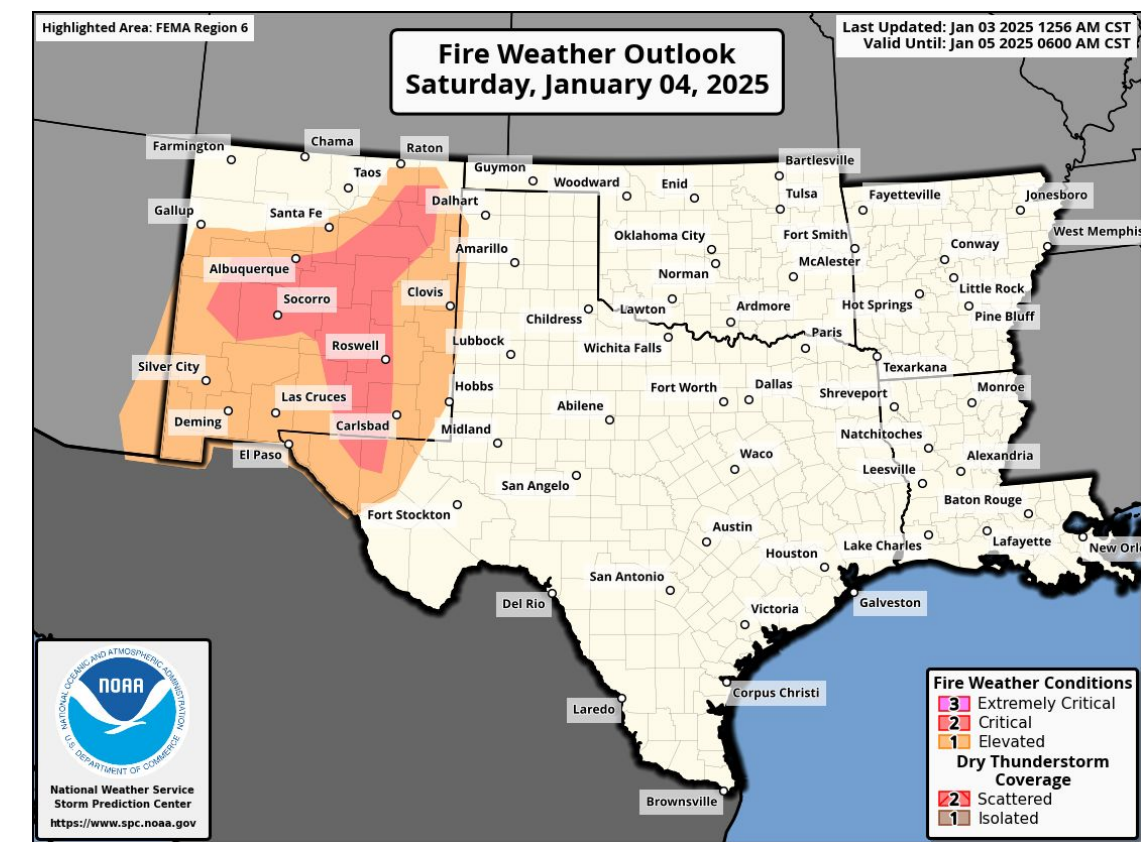 Highlighted Area: FEMA Region 6
Fire Weather Outlook
Saturday, January 04, 2025
Last Updated: Jan 03 2025 1256 AM CST
Valid Until: Jan 05 2025 0600 AM CST
Farmington
Chama
Raton
Taos
Guymon
Woodward
Enid
Bartlesville
Tulsa
Fayetteville
Jonesboro
Gallup
Santa Fe
Dalhart
Oklahoma City
Fort Smith
West Memphis
Albuquerque
Amarillo
Norman
McAlester
Conway
Little Rock
Socorro
Clovis
Childress
Lawton
Ardmore
Hot Springs
Pine Bluff
Roswell
Lubbock
Wichita Falls
Paris
Texarkana
Silver City
Hobbs
Fort Worth
Dallas
Shreveport
Monroe
Las Cruces
Deming
Carlsbad
Midland
Abilene
Natchitoches
Alexandria
El Paso
San Angelo
Waco
Leesville
Baton Rouge
Fort Stockton
Austin
Houston
Lake Charles
Lafayette
New Orl
Del Rio
San Antonio
Victoria
Galveston
Laredo
Corpus Christi
Brownsville
NATIONAL OCEANIC AND ATMOSPHERIC ADMINISTRATION
NOAA
U.S. DEPARTMENT OF COMMERCE
National Weather Service
Storm Prediction Center
https://www.spc.noaa.gov
Fire Weather Conditions
3 Extremely Critical
2 Critical
1 Elevated
Dry Thunderstorm
Coverage
2 Scattered
1 Isolated